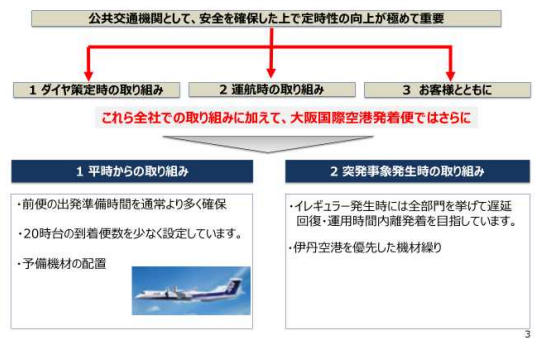 公共交通機関として、安全を確保した上で定時性の向上が極めて重要
1 ダイヤ策定時の取り組み
2 運航時の取り組み
3 お客様とともに
これら全社での取り組みに加えて、大阪国際空港発着便ではさらに
1 平時からの取り組み
2 突発事象発生時の取り組み
・前便の出発準備時間を通常より多く確保
・20時台の到着便数を少なく設定しています。
・予備機材の配置
・イレギュラー発生時には全部門を挙げて遅延
回復・運用時間内離発着を目指しています。
・伊丹空港を優先した機材繰り
3